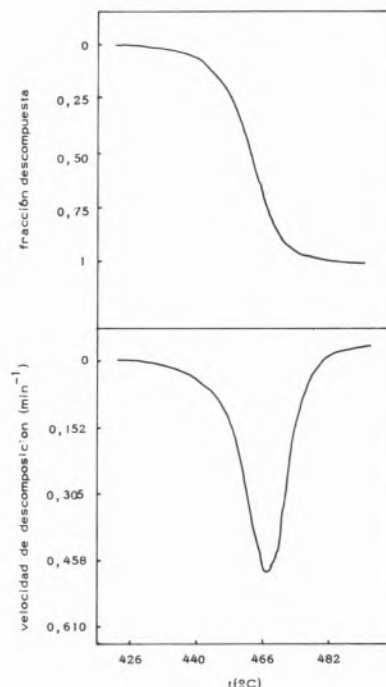 fracción descompuesta
0
0,25
0,50
0,75
1
velocidad de descomposición (min⁻¹)
0
0,152
0,305
0,458
0,610
426 440 466 482
t(ºC)